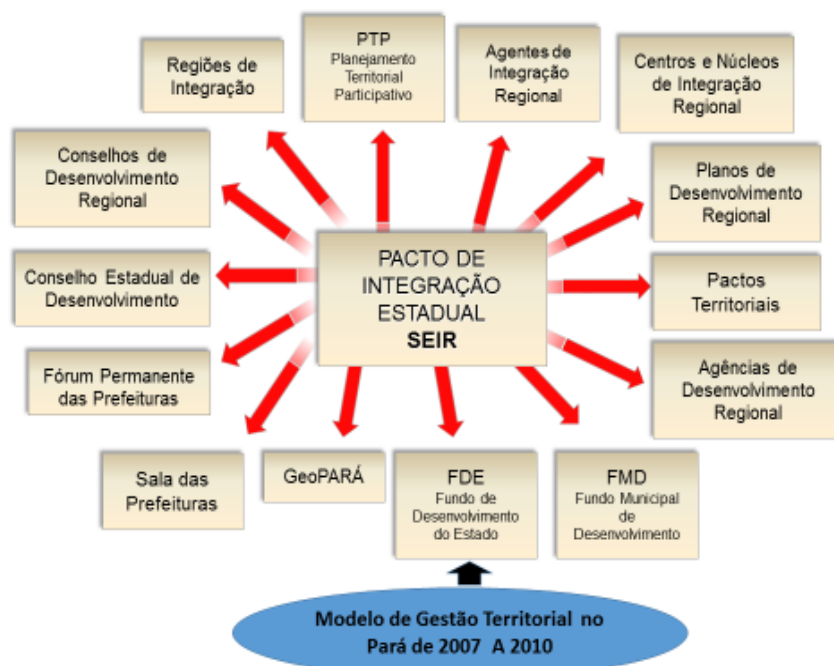 PTP
Planejamento
Territorial
Participativo
Regiões de
Integração
Agentes de
Integração
Regional
Centros e Núcleos
de Integração
Regional
Conselhos de
Desenvolvimento
Regional
Planos de
Desenvolvimento
Regional
PACTO DE
INTEGRAÇÃO
ESTADUAL
SEIR
Conselho Estadual de
Desenvolvimento
Pactos
Territoriais
Fórum Permanente
das Prefeituras
Agências de
Desenvolvimento
Regional
Sala das
Prefeituras
GeoPARÁ
FDE
Fundo de
Desenvolvimento
do Estado
FMD
Fundo Municipal
de
Desenvolvimento
Modelo de Gestão Territorial no
Pará de 2007 A 2010